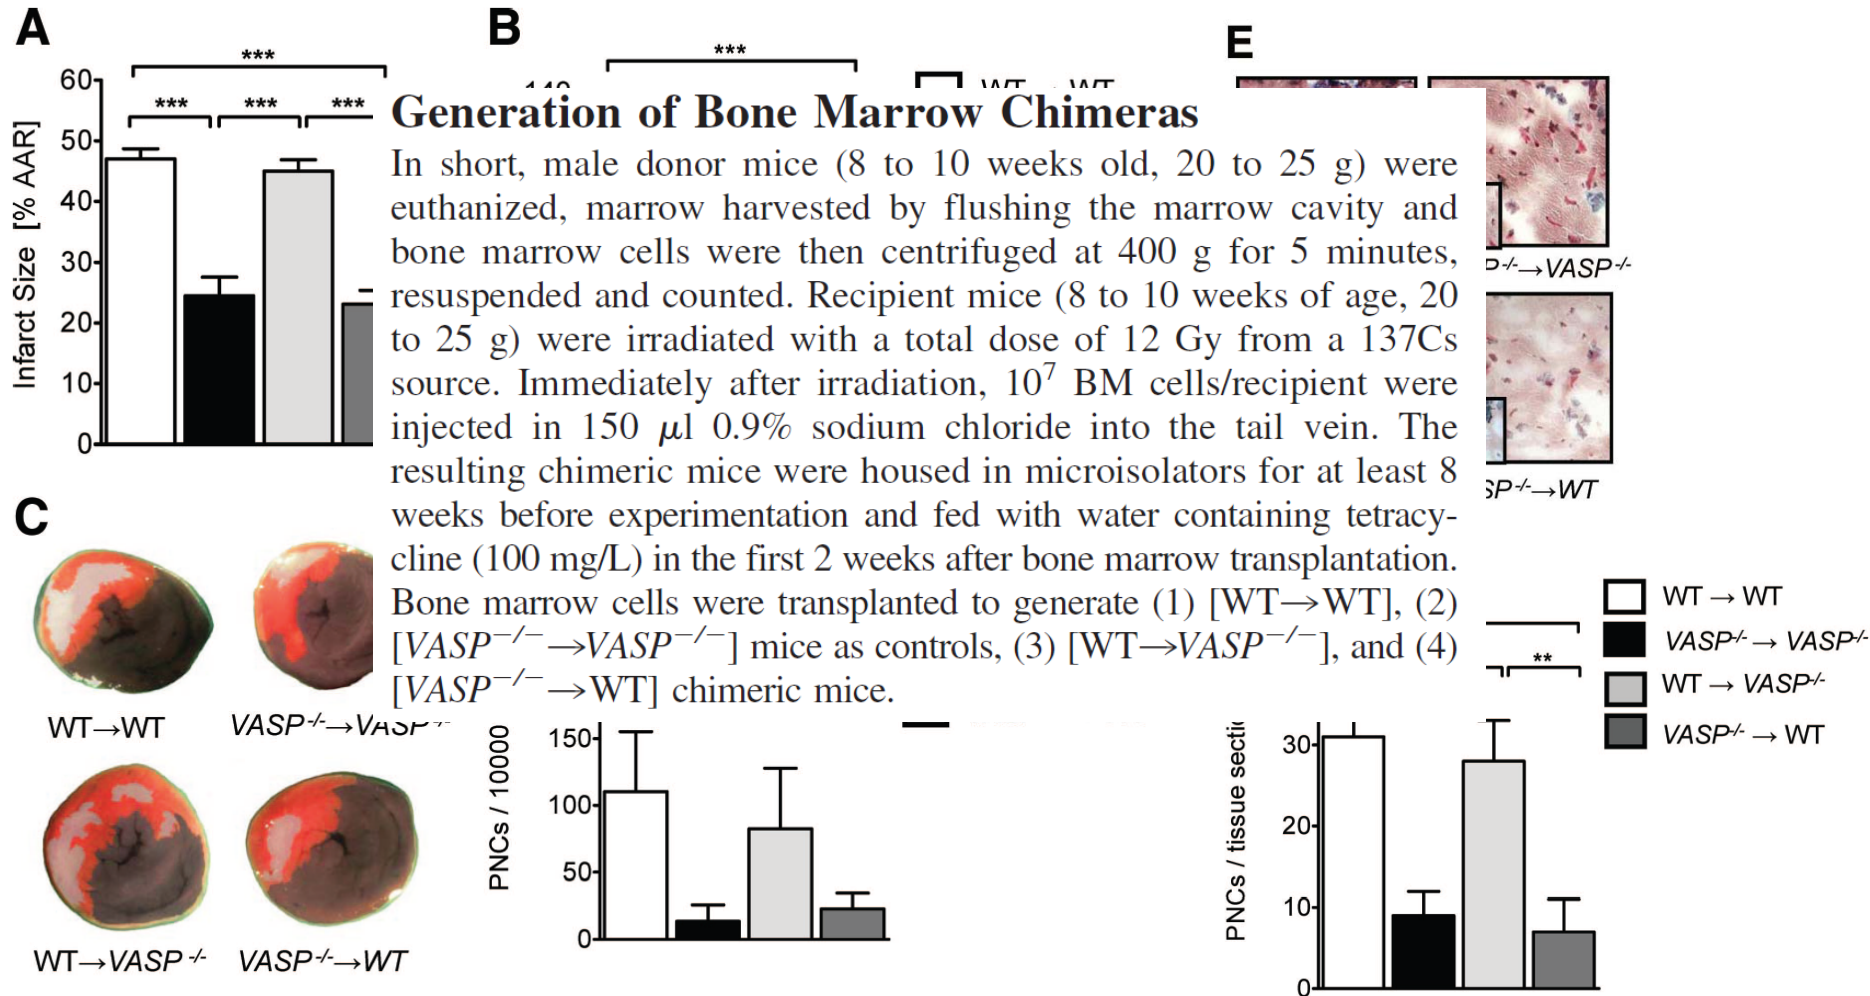 A
B
E
***
***
***
***
***
60
50
40
30
20
10
0
Infarct Size [% AAR]
Generation of Bone Marrow Chimeras
In short, male donor mice (8 to 10 weeks old, 20 to 25 g) were
euthanized, marrow harvested by flushing the marrow cavity and
bone marrow cells were then centrifuged at 400 g for 5 minutes,
resuspended and counted. Recipient mice (8 to 10 weeks of age, 20
to 25 g) were irradiated with a total dose of 12 Gy from a 137Cs
source. Immediately after irradiation, 10⁷ BM cells/recipient were
injected in 150 μl 0.9% sodium chloride into the tail vein. The
resulting chimeric mice were housed in microisolators for at least 8
weeks before experimentation and fed with water containing tetracy-
cline (100 mg/L) in the first 2 weeks after bone marrow transplantation.
Bone marrow cells were transplanted to generate (1) [WT→WT], (2)
[VASP⁻/⁻→VASP⁻/⁻] mice as controls, (3) [WT→VASP⁻/⁻], and (4)
[VASP⁻/⁻→WT] chimeric mice.
P-/-→VASP-/-
SP-/-→WT
C
WT→WT
VASP-/-→VASP-/-
WT→VASP-/-
VASP-/-→WT
150
100
50
0
PNCs / 10000
**
WT → WT
VASP-/- → VASP-/-
WT → VASP-/-
VASP-/- → WT
30
20
10
0
PNCs / tissue sectio